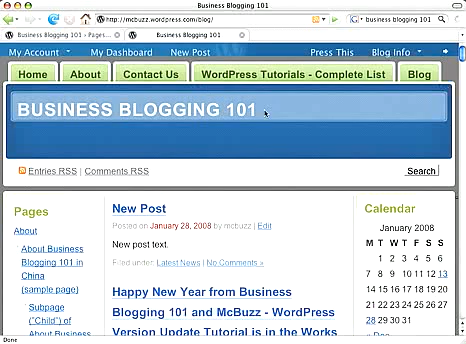 Business Blogging 101
http://mcbuzz.wordpress.com/blog/
business blogging 101
Business Blogging 101 › Pages...
Business Blogging 101
My Account
My Dashboard
New Post
Press This
Blog Info
Home
About
Contact Us
WordPress Tutorials - Complete List
Blog
BUSINESS BLOGGING 101
Entries RSS | Comments RSS
Search
Pages
About
About Business
Blogging 101 in
China
(sample page)
Subpage
("Child") of
About Business
New Post
Posted on January 28, 2008 by mcbuzz | Edit
New post text.
Filed under: Latest News | No Comments »
Happy New Year from Business
Blogging 101 and McBuzz - WordPress
Version Update Tutorial is in the Works
Calendar
January 2008
M T W T F S S
1 2 3 4 5 6
7 8 9 10 11 12 13
14 15 16 17 18 19 20
21 22 23 24 25 26 27
28 29 30 31
« Dec
Done